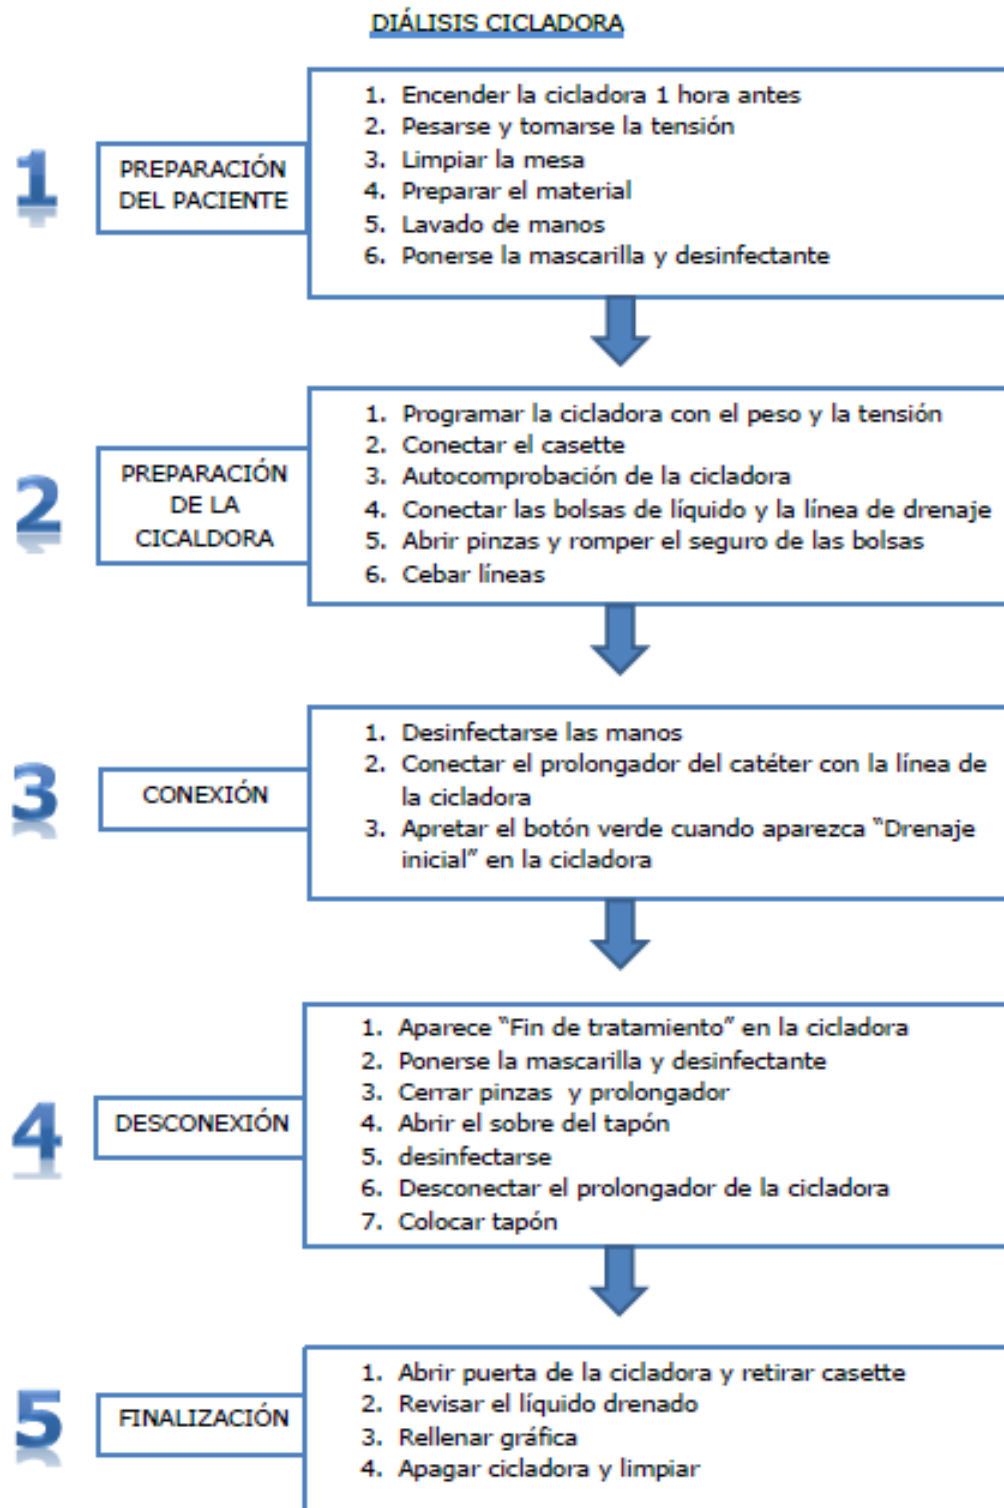 DIÁLISIS CICLADORA
1
PREPARACIÓN
DEL PACIENTE
1. Encender la cicladora 1 hora antes
2. Pesarse y tomarse la tensión
3. Limpiar la mesa
4. Preparar el material
5. Lavado de manos
6. Ponerse la mascarilla y desinfectante
2
PREPARACIÓN
DE LA
CICALDORA
1. Programar la cicladora con el peso y la tensión
2. Conectar el casette
3. Autocomprobación de la cicladora
4. Conectar las bolsas de líquido y la línea de drenaje
5. Abrir pinzas y romper el seguro de las bolsas
6. Cebar líneas
3
CONEXIÓN
1. Desinfectarse las manos
2. Conectar el prolongador del catéter con la línea de
la cicladora
3. Apretar el botón verde cuando aparezca “Drenaje
inicial” en la cicladora
4
DESCONEXIÓN
1. Aparece “Fin de tratamiento” en la cicladora
2. Ponerse la mascarilla y desinfectante
3. Cerrar pinzas y prolongador
4. Abrir el sobre del tapón
5. desinfectarse
6. Desconectar el prolongador de la cicladora
7. Colocar tapón
5
FINALIZACIÓN
1. Abrir puerta de la cicladora y retirar casette
2. Revisar el líquido drenado
3. Rellenar gráfica
4. Apagar cicladora y limpiar